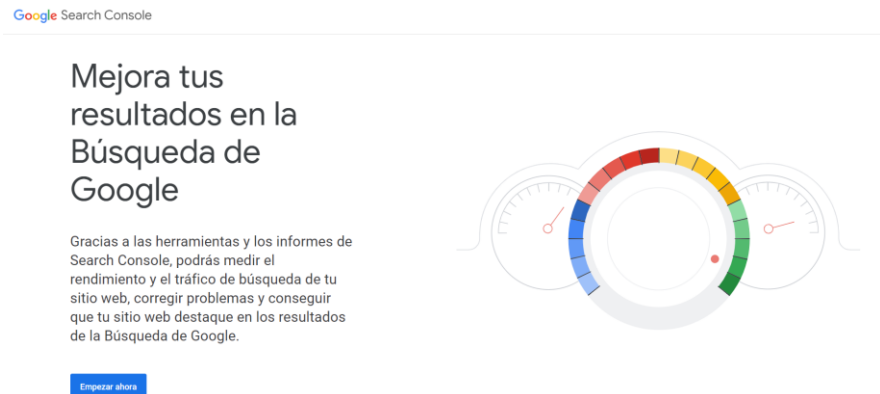 Google Search Console
Mejora tus
resultados en la
Búsqueda de
Google
Gracias a las herramientas y los informes de
Search Console, podrás medir el
rendimiento y el tráfico de búsqueda de tu
sitio web, corregir problemas y conseguir
que tu sitio web destaque en los resultados
de la Búsqueda de Google.
Empezar ahora